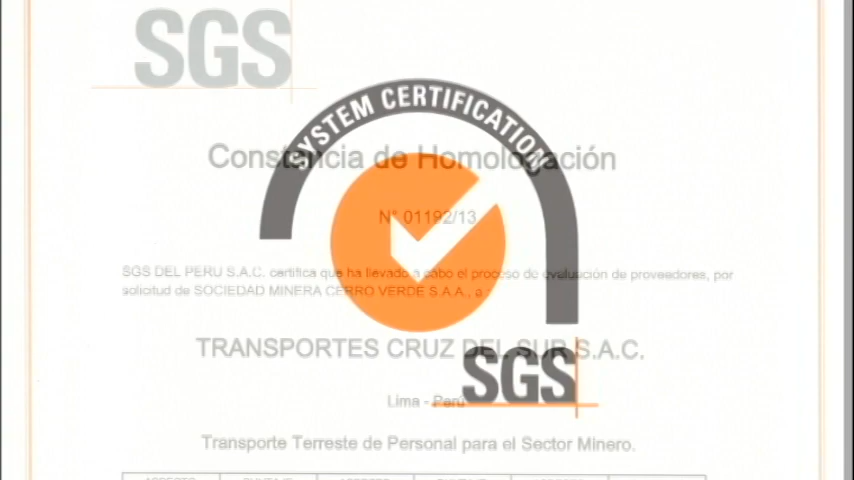 SGS
SYSTEM CERTIFICATION
Constancia de Homologación
N° 01192/13
SGS DEL PERU S.A.C. certifica que ha llevado a cabo el proceso de evaluación de proveedores, por
solicitud de SOCIEDAD MINERA CERRO VERDE S.A.A., a :
TRANSPORTES CRUZ DEL SUR S.A.C.
SGS
Lima - Perú
Transporte Terreste de Personal para el Sector Minero.